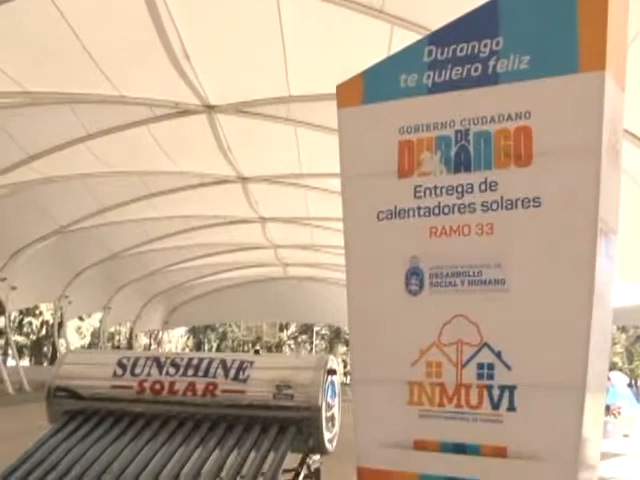 Durango
te quiero feliz
GOBIERNO CIUDADANO
DE
DURANGO
Entrega de
calentadores solares
RAMO 33
DESARROLLO
SOCIAL Y HUMANO
INMUVI
SUNSHINE
SOLAR